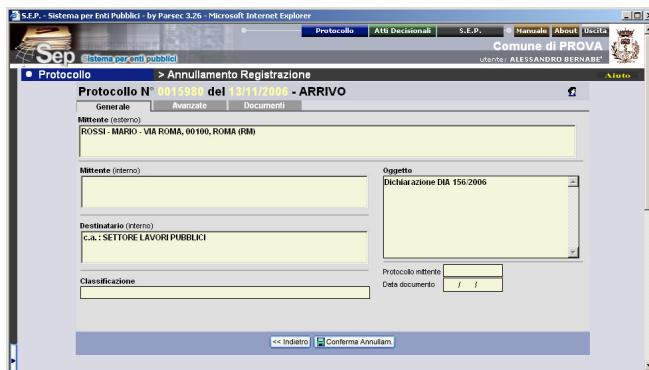 S.E.P. - Sistema per Enti Pubblici - by Parsec 3.26 - Microsoft Internet Explorer
Protocollo Atti Decisionali S.E.P. Manuale About Uscita
Sep Sistema per enti pubblici
Comune di PROVA
utente: ALESSANDRO BERNABE'
Protocollo > Annullamento Registrazione Aiuto
Protocollo N° 0015980 del 13/11/2006 - ARRIVO
Generale Avanzate Documenti
Mittente (esterno)
ROSSI - MARIO - VIA ROMA, 00100, ROMA (RM)
Mittente (interno) Oggetto
Dichiarazione DIA 156/2006
Destinatario (interno)
c.a. : SETTORE LAVORI PUBBLICI
Protocollo mittente
Classificazione
Data documento / /
<< Indietro Conferma Annullam.